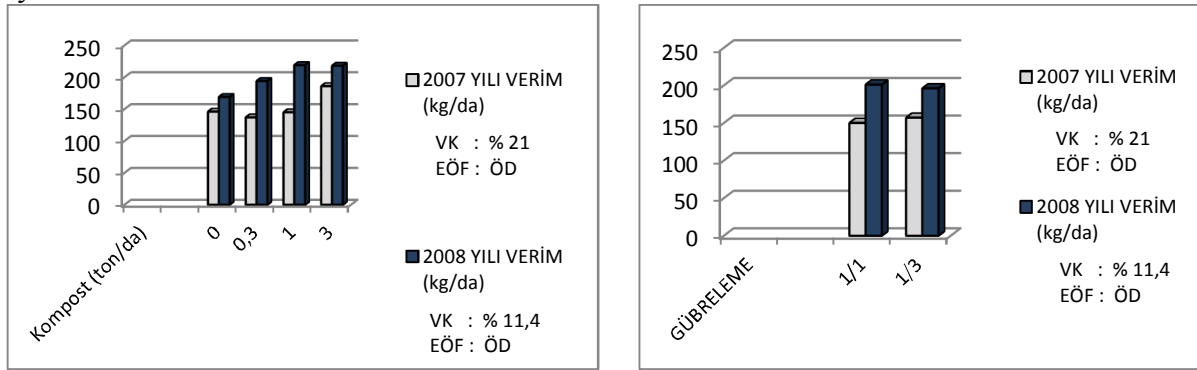 250
200
150
100
50
0
Kompost (ton/da)
0
0,3
1
3
2007 YILI VERİM
(kg/da)
VK : % 21
EÖF : ÖD
2008 YILI VERİM
(kg/da)
VK : % 11,4
EÖF : ÖD
250
200
150
100
50
0
GÜBRELEME
1/1
1/3
2007 YILI VERİM
(kg/da)
VK : % 21
EÖF : ÖD
2008 YILI VERİM
(kg/da)
VK : % 11,4
EÖF : ÖD